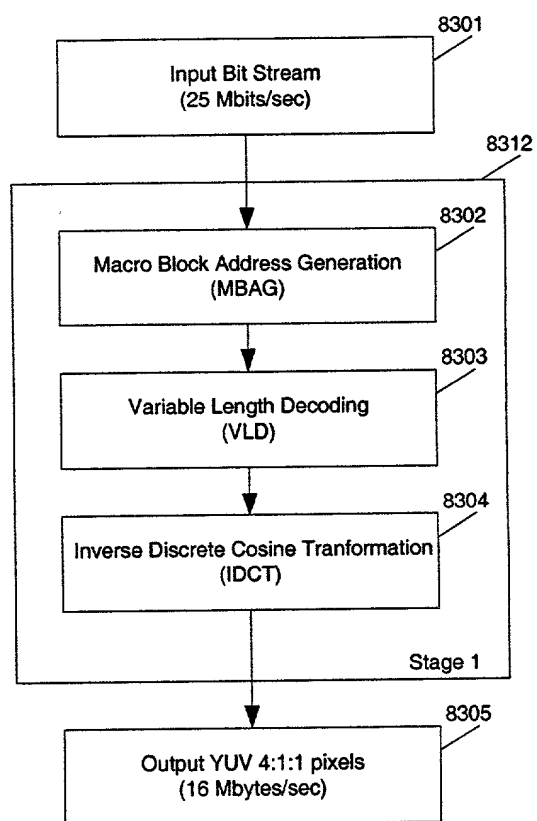 8301
Input Bit Stream
(25 Mbits/sec)
8312
8302
Macro Block Address Generation
(MBAG)
8303
Variable Length Decoding
(VLD)
8304
Inverse Discrete Cosine Tranformation
(IDCT)
Stage 1
8305
Output YUV 4:1:1 pixels
(16 Mbytes/sec)